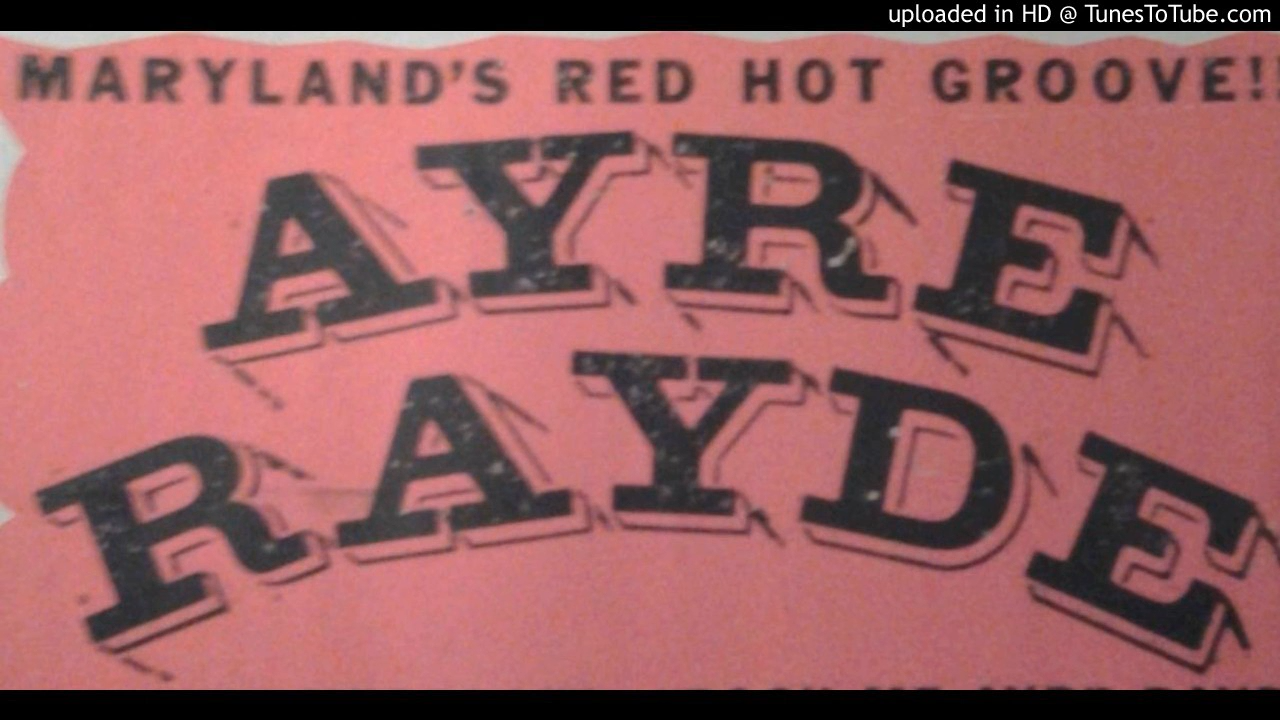 uploaded in HD @ TunesToTube.com
MARYLAND'S RED HOT GROOVE!!
AYRE
RAYDE